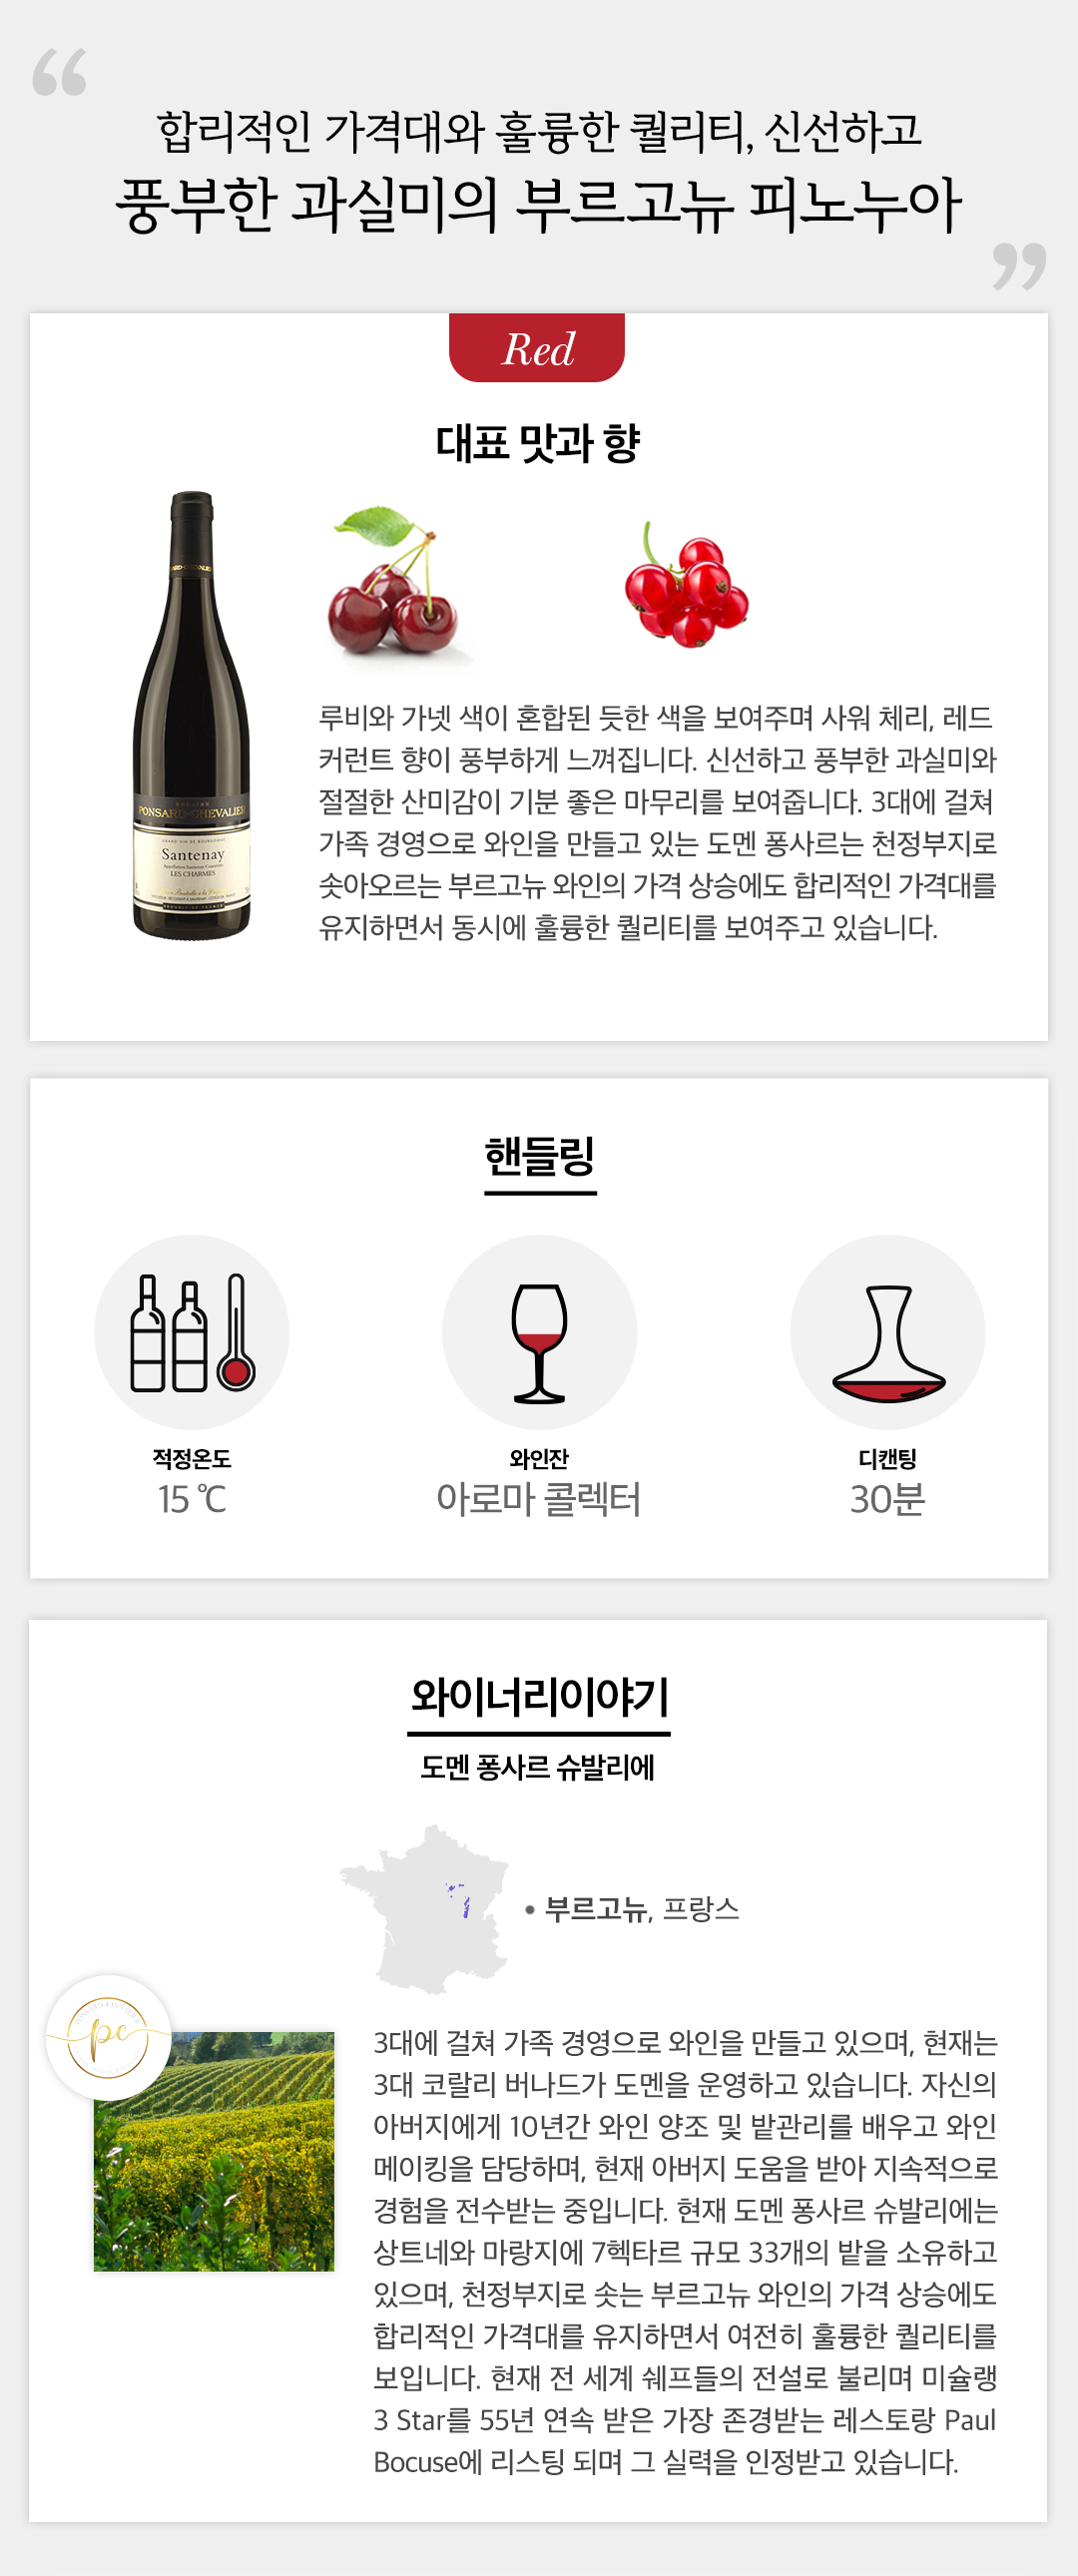 “
합리적인 가격대와 훌륭한 퀄리티, 신선하고
풍부한 과실미의 부르고뉴 피노누아
”
Red
대표 맛과 향
PONSARD-CHEVALIER
PONSARD-CHEVALIER
GRAND VIN DE BOURGOGNE
Santenay
Appellation Santenay Contrôlée
LES CHARMES
루비와 가넷 색이 혼합된 듯한 색을 보여주며 사워 체리, 레드
커런트 향이 풍부하게 느껴집니다. 신선하고 풍부한 과실미와
절절한 산미감이 기분 좋은 마무리를 보여줍니다. 3대에 걸쳐
가족 경영으로 와인을 만들고 있는 도멘 퐁사르는 천정부지로
솟아오르는 부르고뉴 와인의 가격 상승에도 합리적인 가격대를
유지하면서 동시에 훌륭한 퀄리티를 보여주고 있습니다.
핸들링
적정온도
15 ℃
와인잔
아로마 콜렉터
디캔팅
30분
와이너리이야기
도멘 퐁사르 슈발리에
• 부르고뉴, 프랑스
PONSARD-CHEVALIER
pc
3대에 걸쳐 가족 경영으로 와인을 만들고 있으며, 현재는
3대 코랄리 버나드가 도멘을 운영하고 있습니다. 자신의
아버지에게 10년간 와인 양조 및 밭관리를 배우고 와인
메이킹을 담당하며, 현재 아버지 도움을 받아 지속적으로
경험을 전수받는 중입니다. 현재 도멘 퐁사르 슈발리에는
상트네와 마랑지에 7헥타르 규모 33개의 밭을 소유하고
있으며, 천정부지로 솟는 부르고뉴 와인의 가격 상승에도
합리적인 가격대를 유지하면서 여전히 훌륭한 퀄리티를
보입니다. 현재 전 세계 쉐프들의 전설로 불리며 미슐랭
3 Star를 55년 연속 받은 가장 존경받는 레스토랑 Paul
Bocuse에 리스팅 되며 그 실력을 인정받고 있습니다.